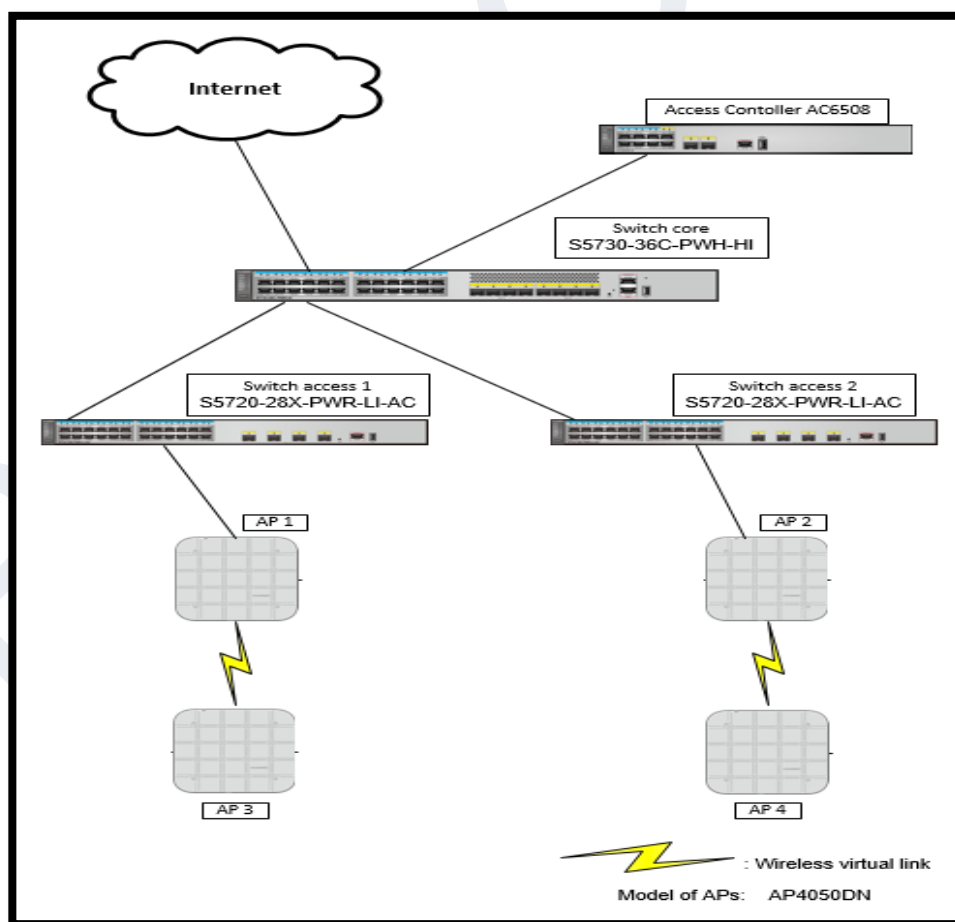 Internet
Access Contoller AC6508
Switch core
S5730-36C-PWH-HI
Switch access 1
S5720-28X-PWR-LI-AC
Switch access 2
S5720-28X-PWR-LI-AC
AP 1
AP 2
AP 3
AP 4
: Wireless virtual link
Model of APs: AP4050DN